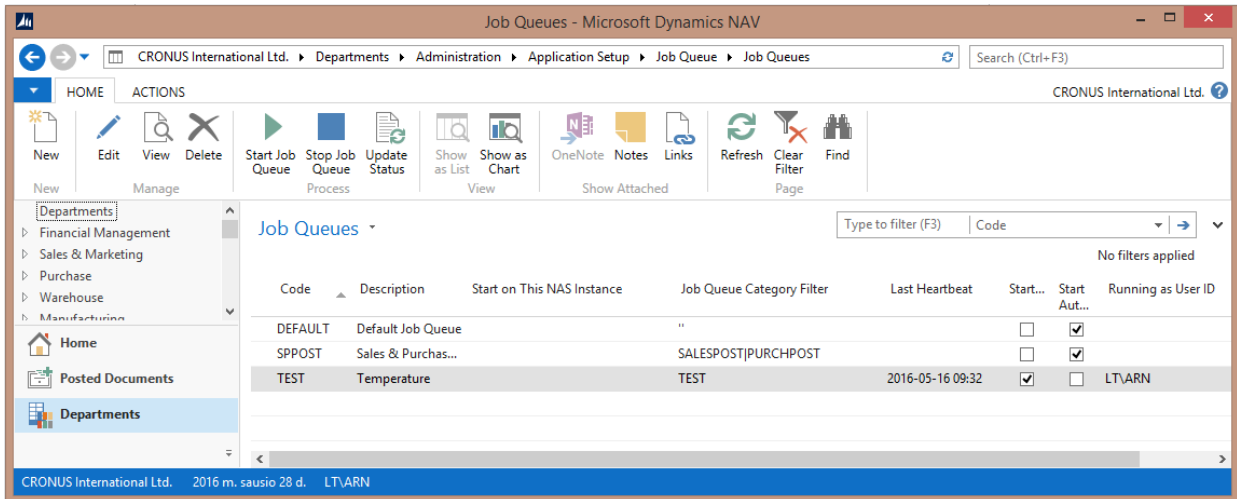 Job Queues - Microsoft Dynamics NAV
CRONUS International Ltd. Departments Administration Application Setup Job Queue Job Queues Search (Ctrl+F3)
HOME ACTIONS CRONUS International Ltd.
New Edit View Delete Start Job Queue Stop Job Queue Update Status Show as List Show as Chart OneNote Notes Links Refresh Clear Filter Find
New Manage Process View Show Attached Page
Departments
Financial Management
Sales & Marketing
Purchase
Warehouse
Manufacturing
Home
Posted Documents
Departments
Job Queues Type to filter (F3) Code
No filters applied
Code Description Start on This NAS Instance Job Queue Category Filter Last Heartbeat Start... Start Aut... Running as User ID
DEFAULT Default Job Queue ''
SPPOST Sales & Purchas... SALESPOST|PURCHPOST
TEST Temperature TEST 2016-05-16 09:32 LT\ARN
CRONUS International Ltd. 2016 m. sausio 28 d. LT\ARN